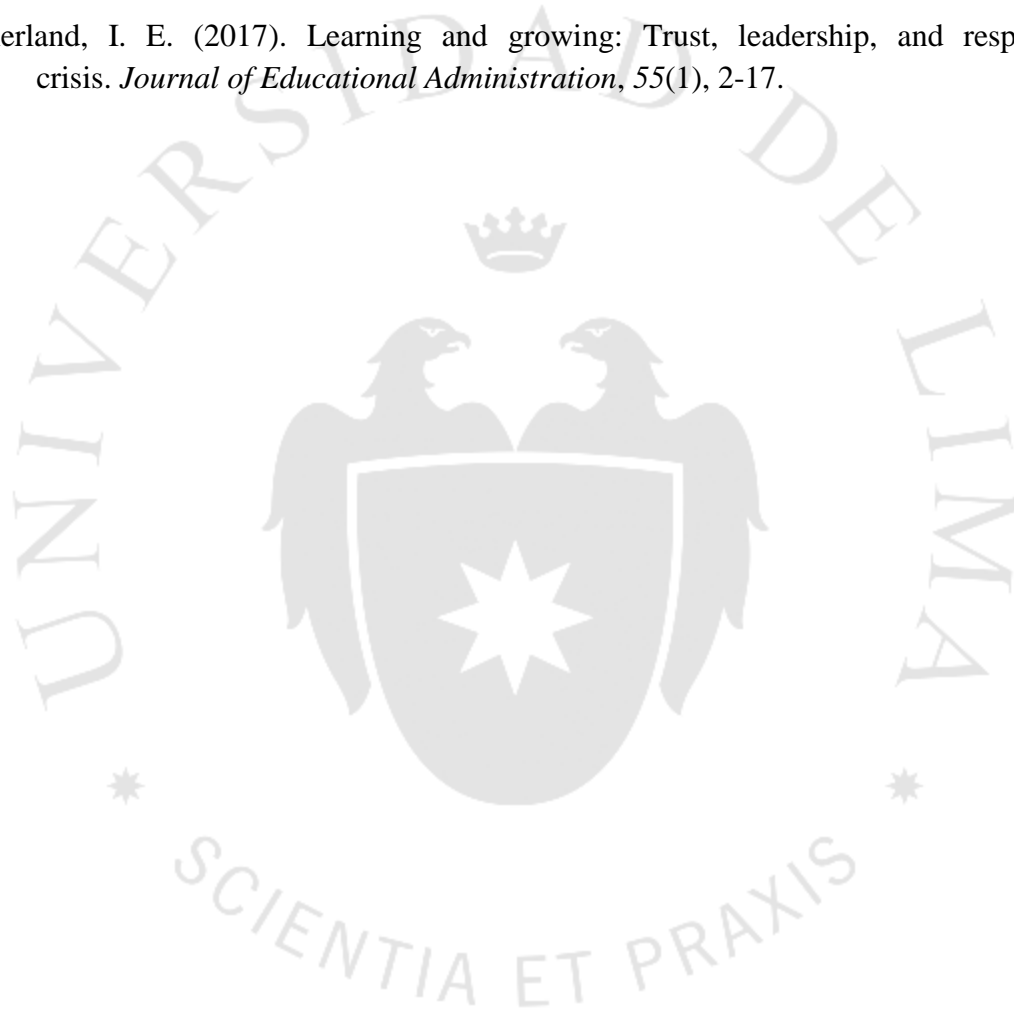 erland, I. E. (2017). Learning and growing: Trust, leadership, and resp
crisis. Journal of Educational Administration, 55(1), 2-17.
UNIVERSIDAD DE LIMA
SCIENTIA ET PRAXIS